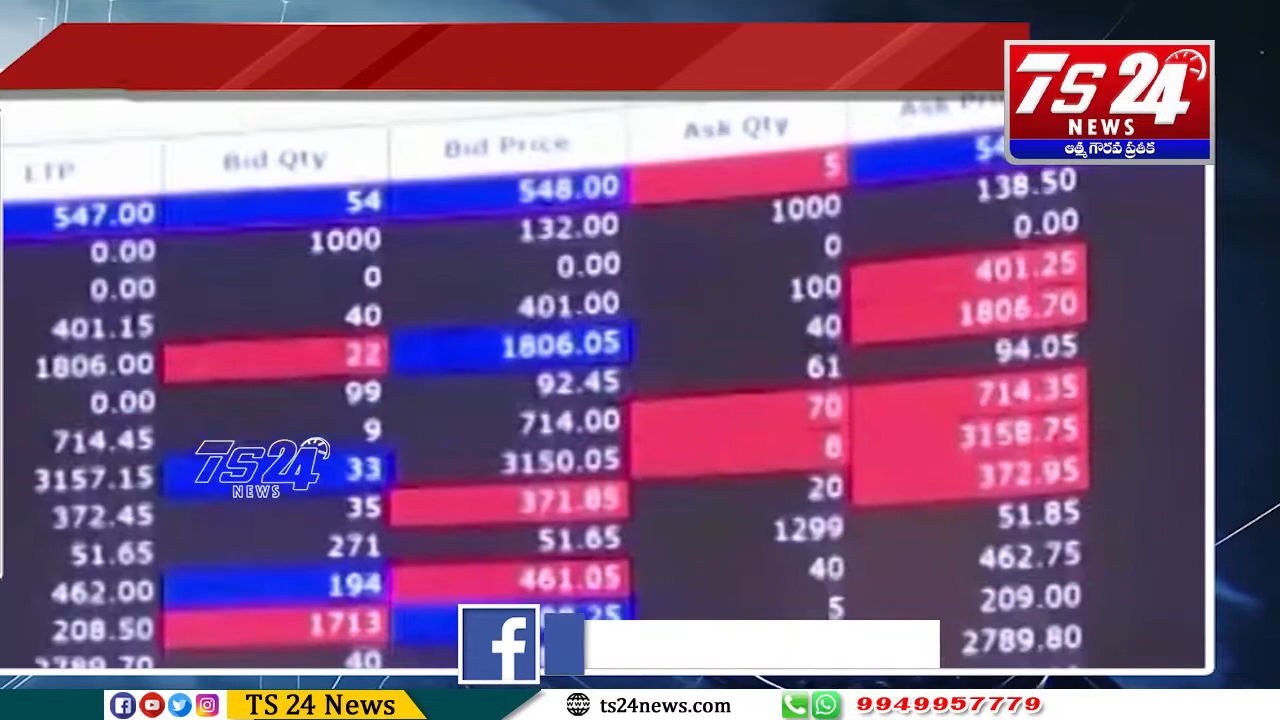 TS 24
NEWS
ఆత్మ గౌరవ ప్రతీక
LTP Bid Qty Bid Price Ask Qty Ask
547.00 54 548.00 5
0.00 1000 132.00 1000 138.50
0.00 0 0.00 0 0.00
401.15 40 401.00 100 401.25
1806.00 22 1806.05 40 1806.70
0.00 99 92.45 61 94.05
714.45 9 714.00 70 714.35
3157.15 33 3150.05 8 3158.75
372.45 35 371.85 20 372.95
51.65 271 51.65 1299 51.85
462.00 194 461.05 40 462.75
208.50 1713 5 209.00
2789.70 40 2789.80
TS 24
NEWS
f
TS 24 News
ts24news.com
9949957779